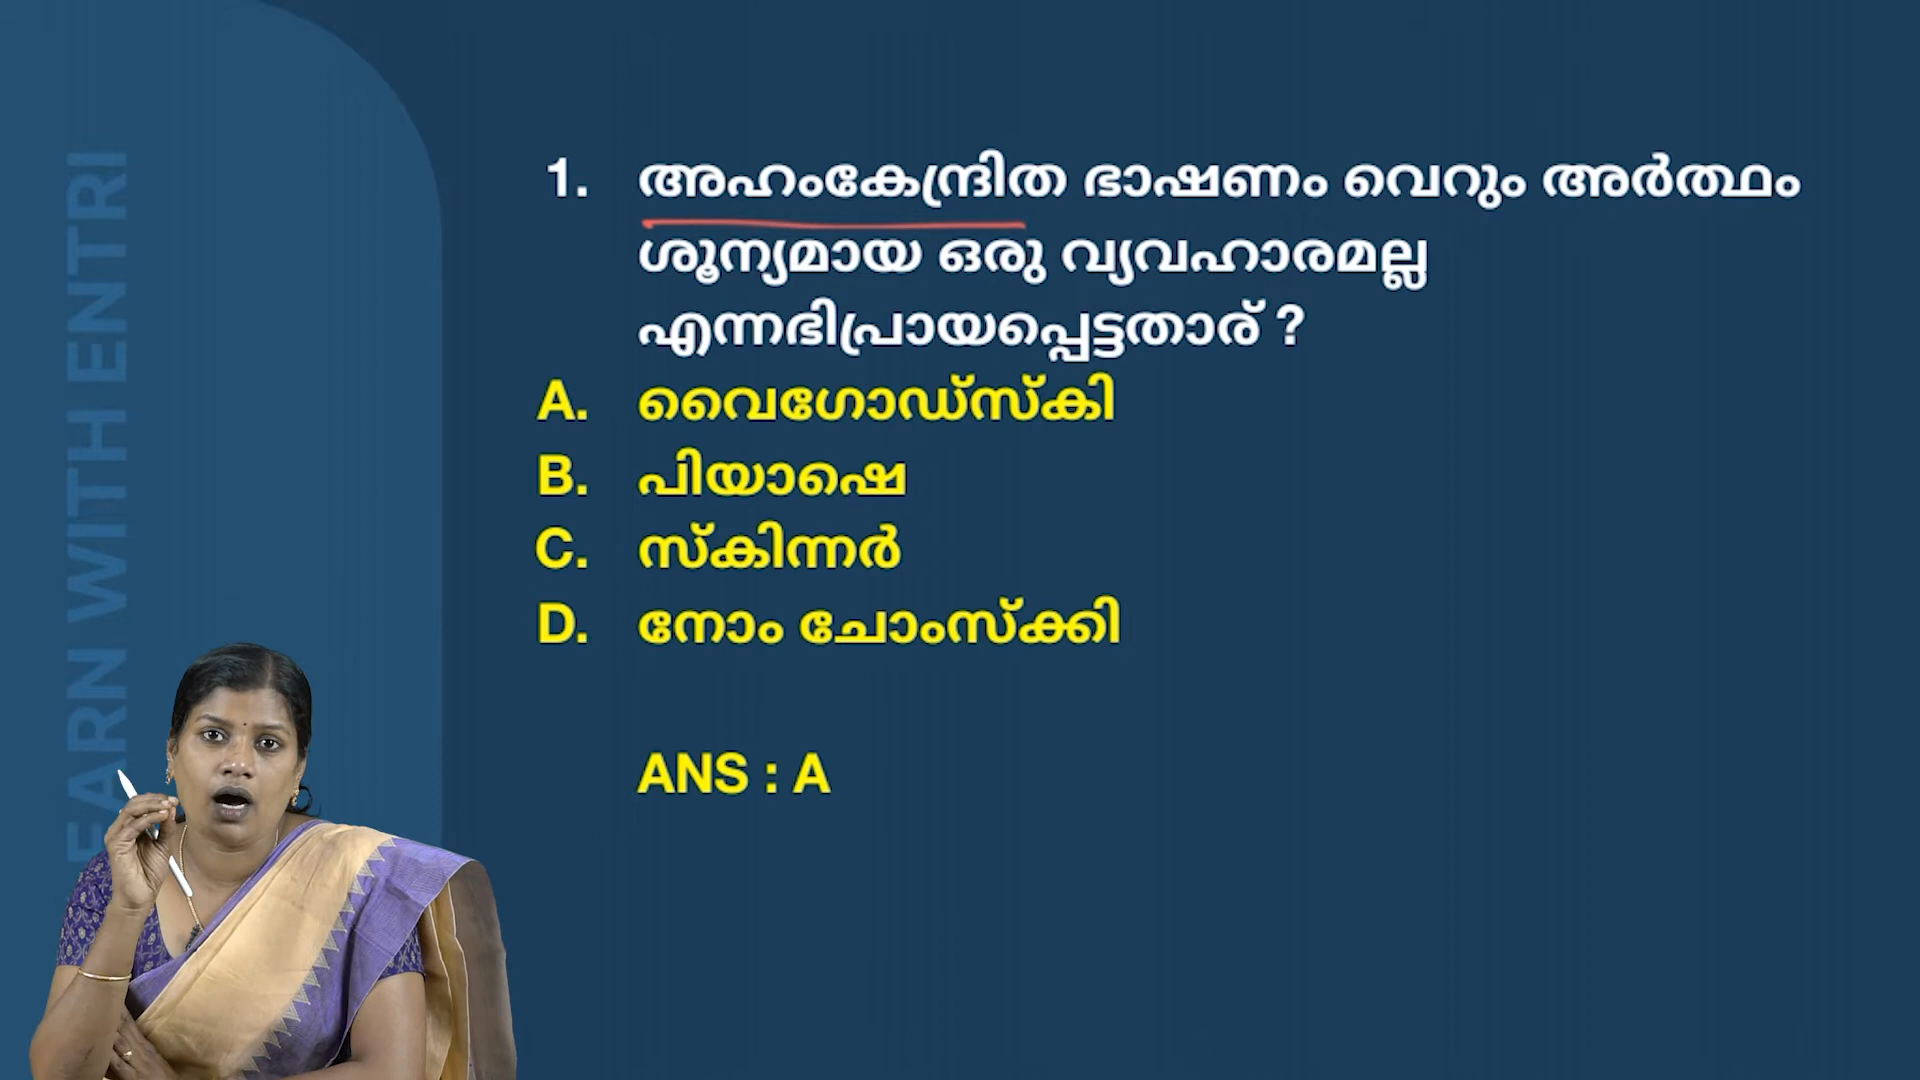 EARN WITH ENTRI
1. അഹംകേന്ദ്രിത ഭാഷണം വെറും അർത്ഥം
ശൂന്യമായ ഒരു വ്യവഹാരമല്ല
എന്നഭിപ്രായപ്പെട്ടതാര് ?
A. വൈഗോഡ്സ്കി
B. പിയാഷെ
C. സ്കിന്നർ
D. നോം ചോംസ്ക്കി
ANS : A